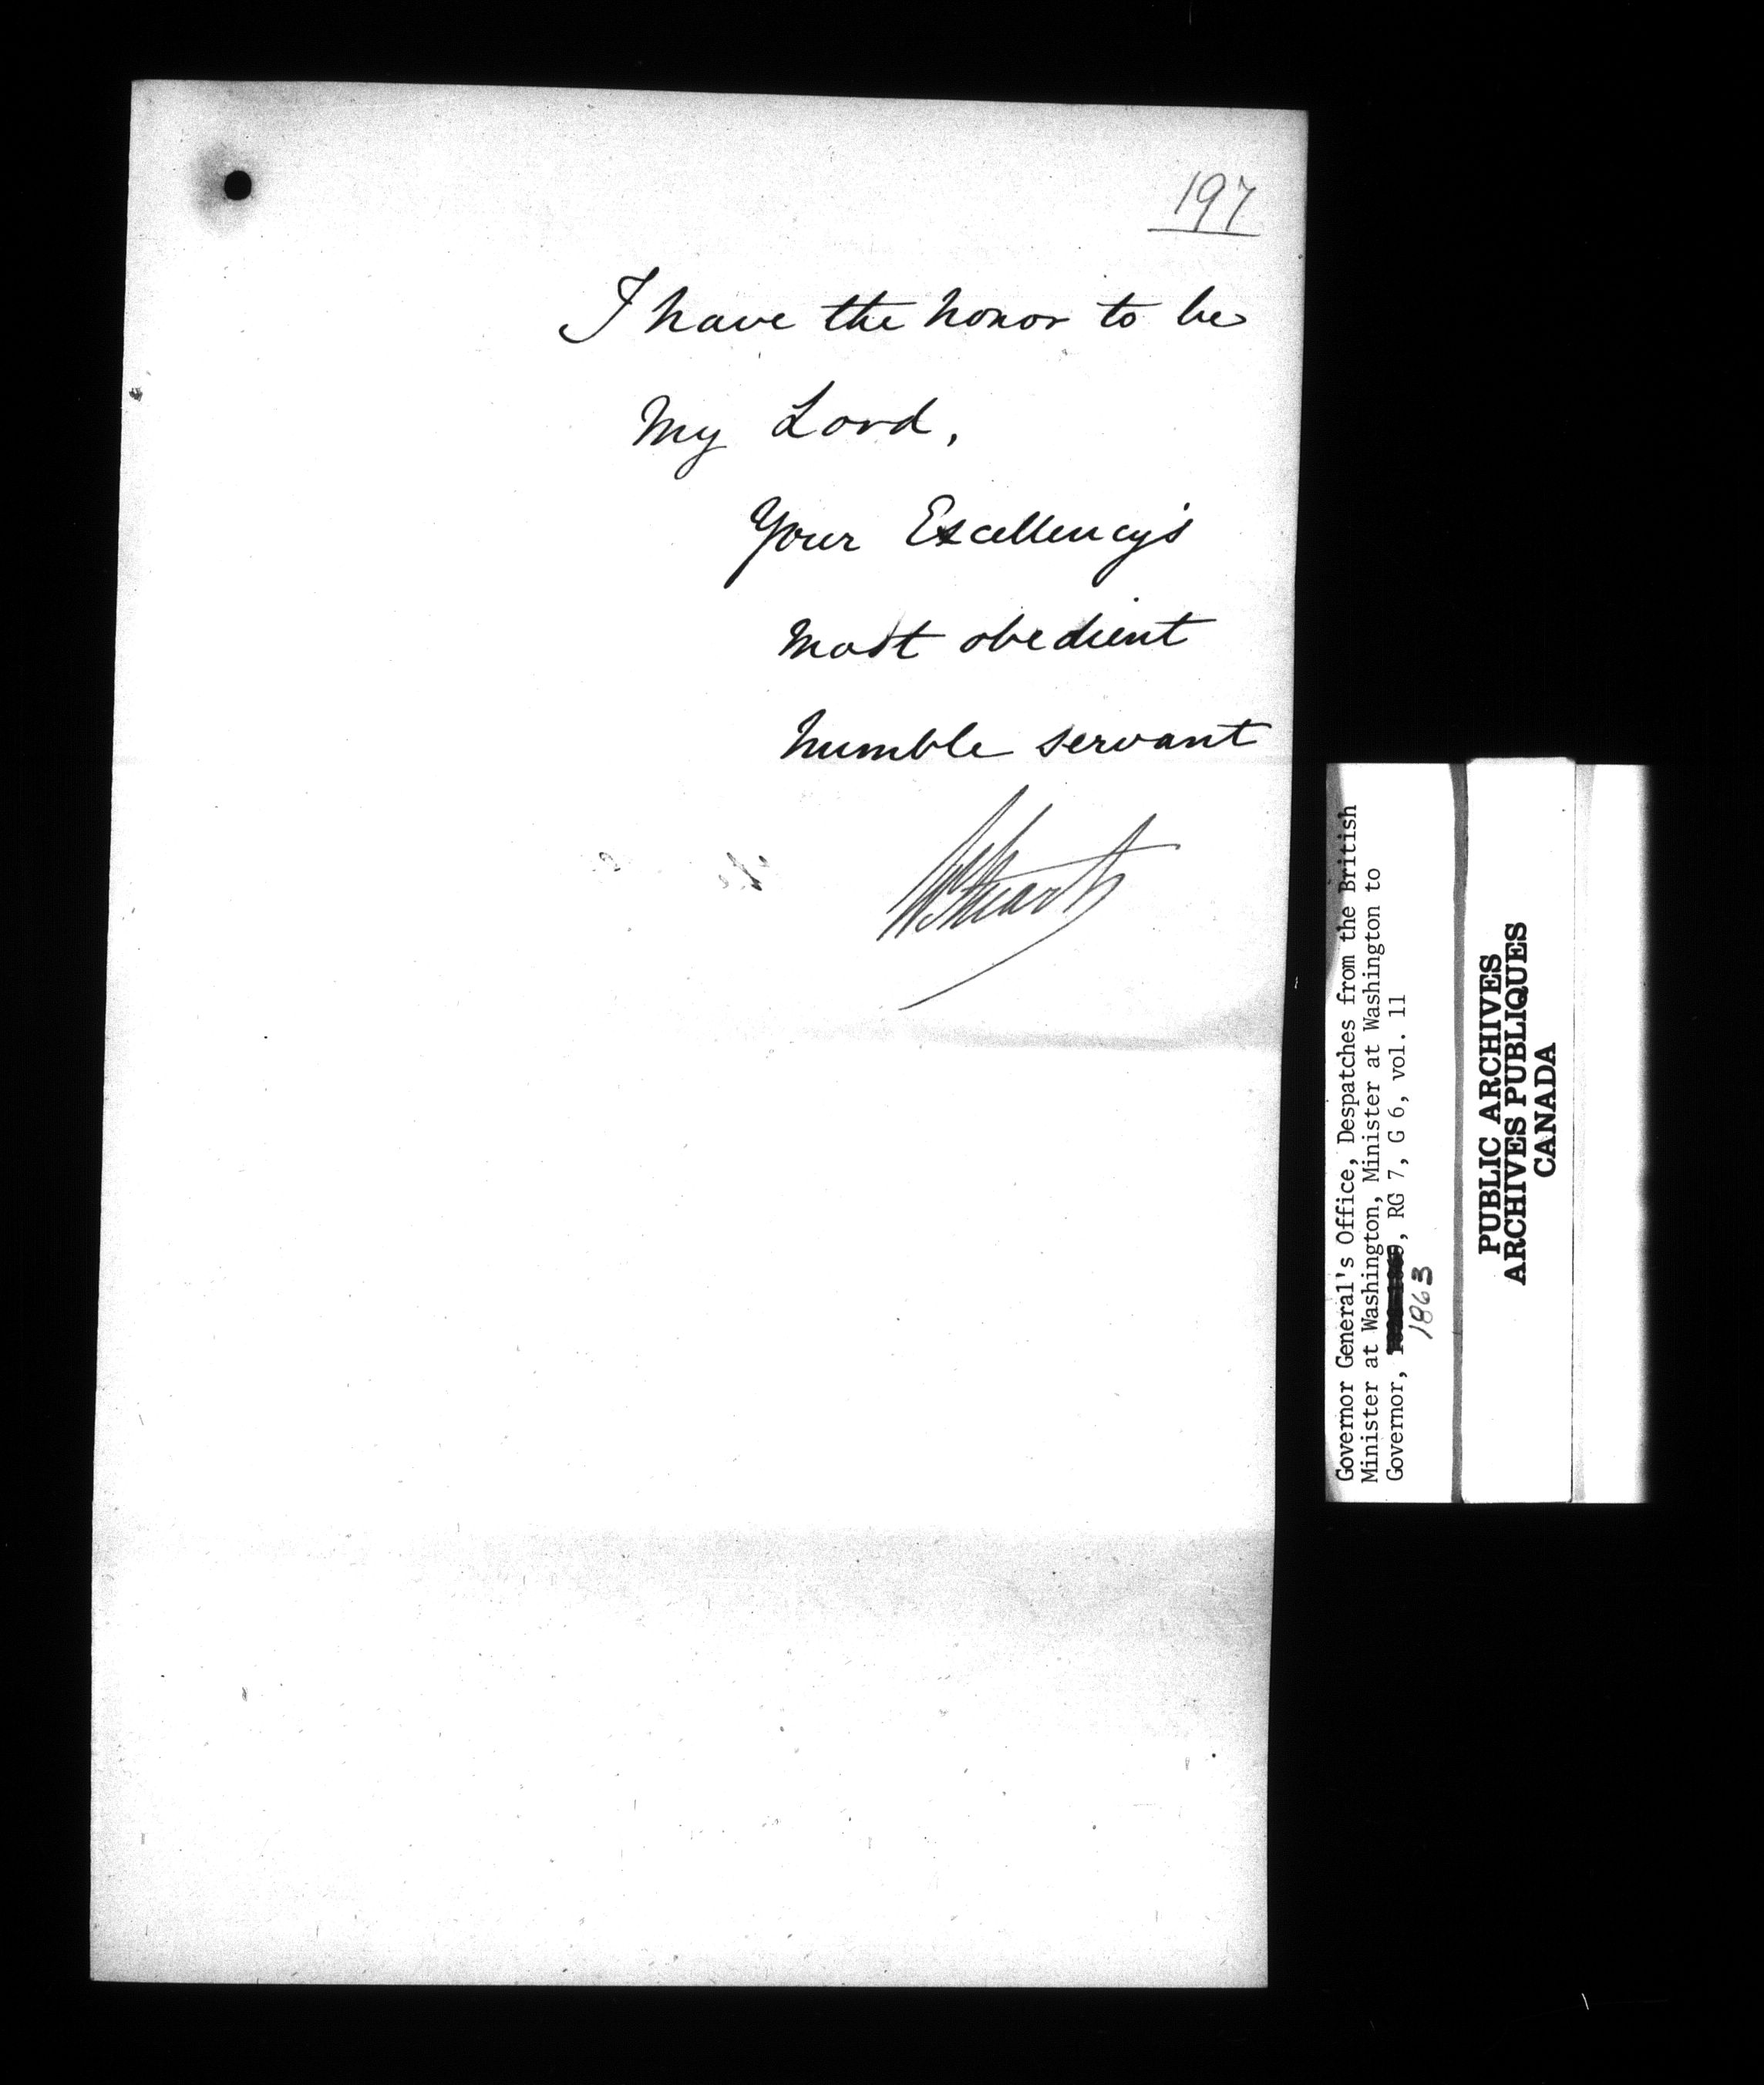 197
I have the honor to be
My Lord,
Your Excellency's
most obedient
humble servant
W Stuart
Governor General's Office, Despatches from the British
Minister at Washington, Minister at Washington to
Governor, , RG 7, G 6, vol. 11
1863
PUBLIC ARCHIVES
ARCHIVES PUBLIQUES
CANADA